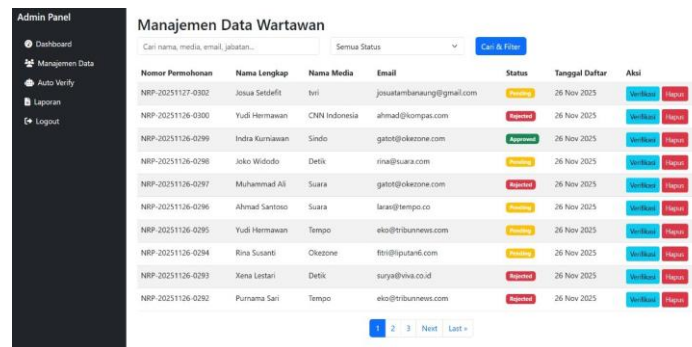 Admin Panel
Dashboard
Manajemen Data
Auto Verify
Laporan
Logout
Manajemen Data Wartawan
Cari nama, media, email, jabatan...
Semua Status
Cari & Filter
Nomor Permohonan Nama Lengkap Nama Media Email Status Tanggal Daftar Aksi
NRP-20251127-0302 Josua Setdefit tvri josuatambanaung@gmail.com Pending 26 Nov 2025 Verifikasi Hapus
NRP-20251126-0300 Yudi Hermawan CNN Indonesia ahmad@kompas.com Rejected 26 Nov 2025 Verifikasi Hapus
NRP-20251126-0299 Indra Kurniawan Sindo gatot@okezone.com Approved 26 Nov 2025 Verifikasi Hapus
NRP-20251126-0298 Joko Widodo Detik rina@suara.com Pending 26 Nov 2025 Verifikasi Hapus
NRP-20251126-0297 Muhammad Ali Suara gatot@okezone.com Rejected 26 Nov 2025 Verifikasi Hapus
NRP-20251126-0296 Ahmad Santoso Suara laras@tempo.co Pending 26 Nov 2025 Verifikasi Hapus
NRP-20251126-0295 Yudi Hermawan Tempo eko@tribunnews.com Pending 26 Nov 2025 Verifikasi Hapus
NRP-20251126-0294 Rina Susanti Okezone fitri@liputan6.com Pending 26 Nov 2025 Verifikasi Hapus
NRP-20251126-0293 Xena Lestari Detik surya@viva.co.id Rejected 26 Nov 2025 Verifikasi Hapus
NRP-20251126-0292 Purnama Sari Tempo eko@tribunnews.com Rejected 26 Nov 2025 Verifikasi Hapus
1 2 3 Next Last »